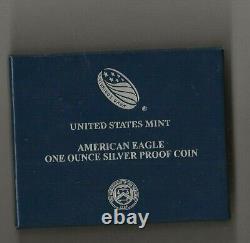 ®
UNITED STATES MINT
AMERICAN EAGLE
ONE OUNCE SILVER PROOF COIN